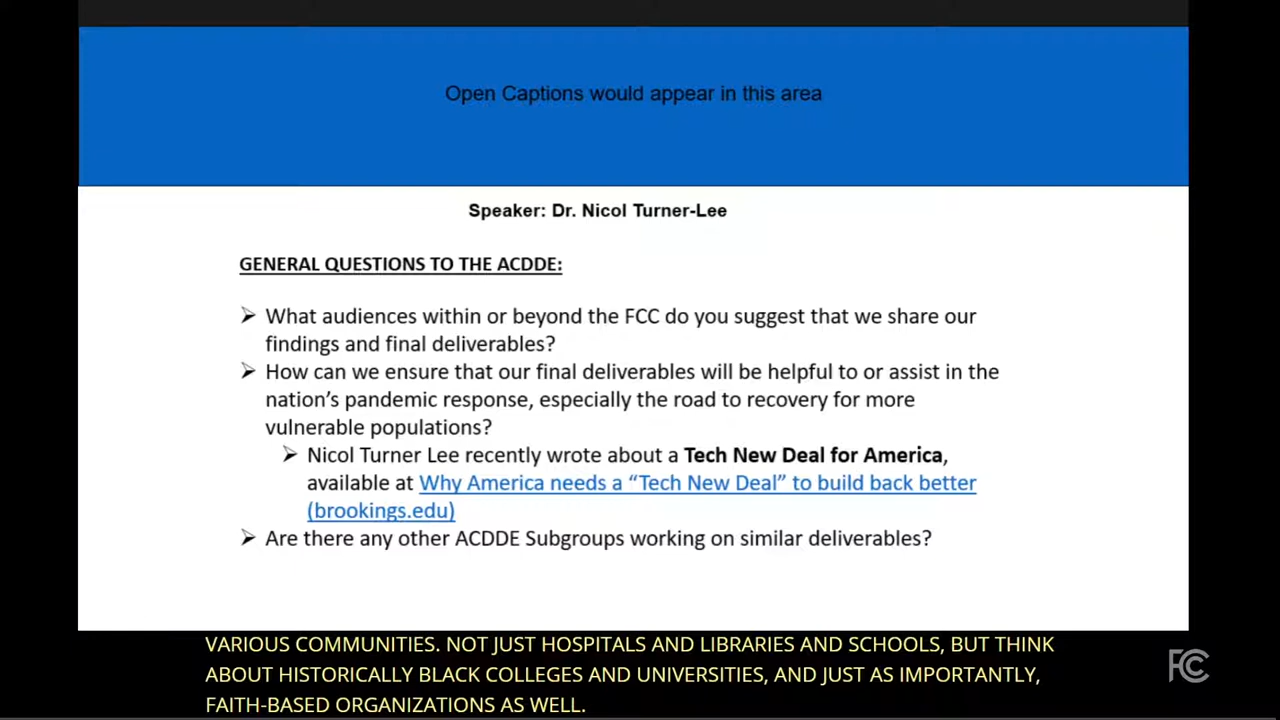 Open Captions would appear in this area
Speaker: Dr. Nicol Turner-Lee
GENERAL QUESTIONS TO THE ACDDE:
➢ What audiences within or beyond the FCC do you suggest that we share our
findings and final deliverables?
➢ How can we ensure that our final deliverables will be helpful to or assist in the
nation’s pandemic response, especially the road to recovery for more
vulnerable populations?
➢ Nicol Turner Lee recently wrote about a Tech New Deal for America,
available at Why America needs a “Tech New Deal” to build back better
(brookings.edu)
➢ Are there any other ACDDE Subgroups working on similar deliverables?
VARIOUS COMMUNITIES. NOT JUST HOSPITALS AND LIBRARIES AND SCHOOLS, BUT THINK
ABOUT HISTORICALLY BLACK COLLEGES AND UNIVERSITIES, AND JUST AS IMPORTANTLY,
FAITH-BASED ORGANIZATIONS AS WELL.
FCC